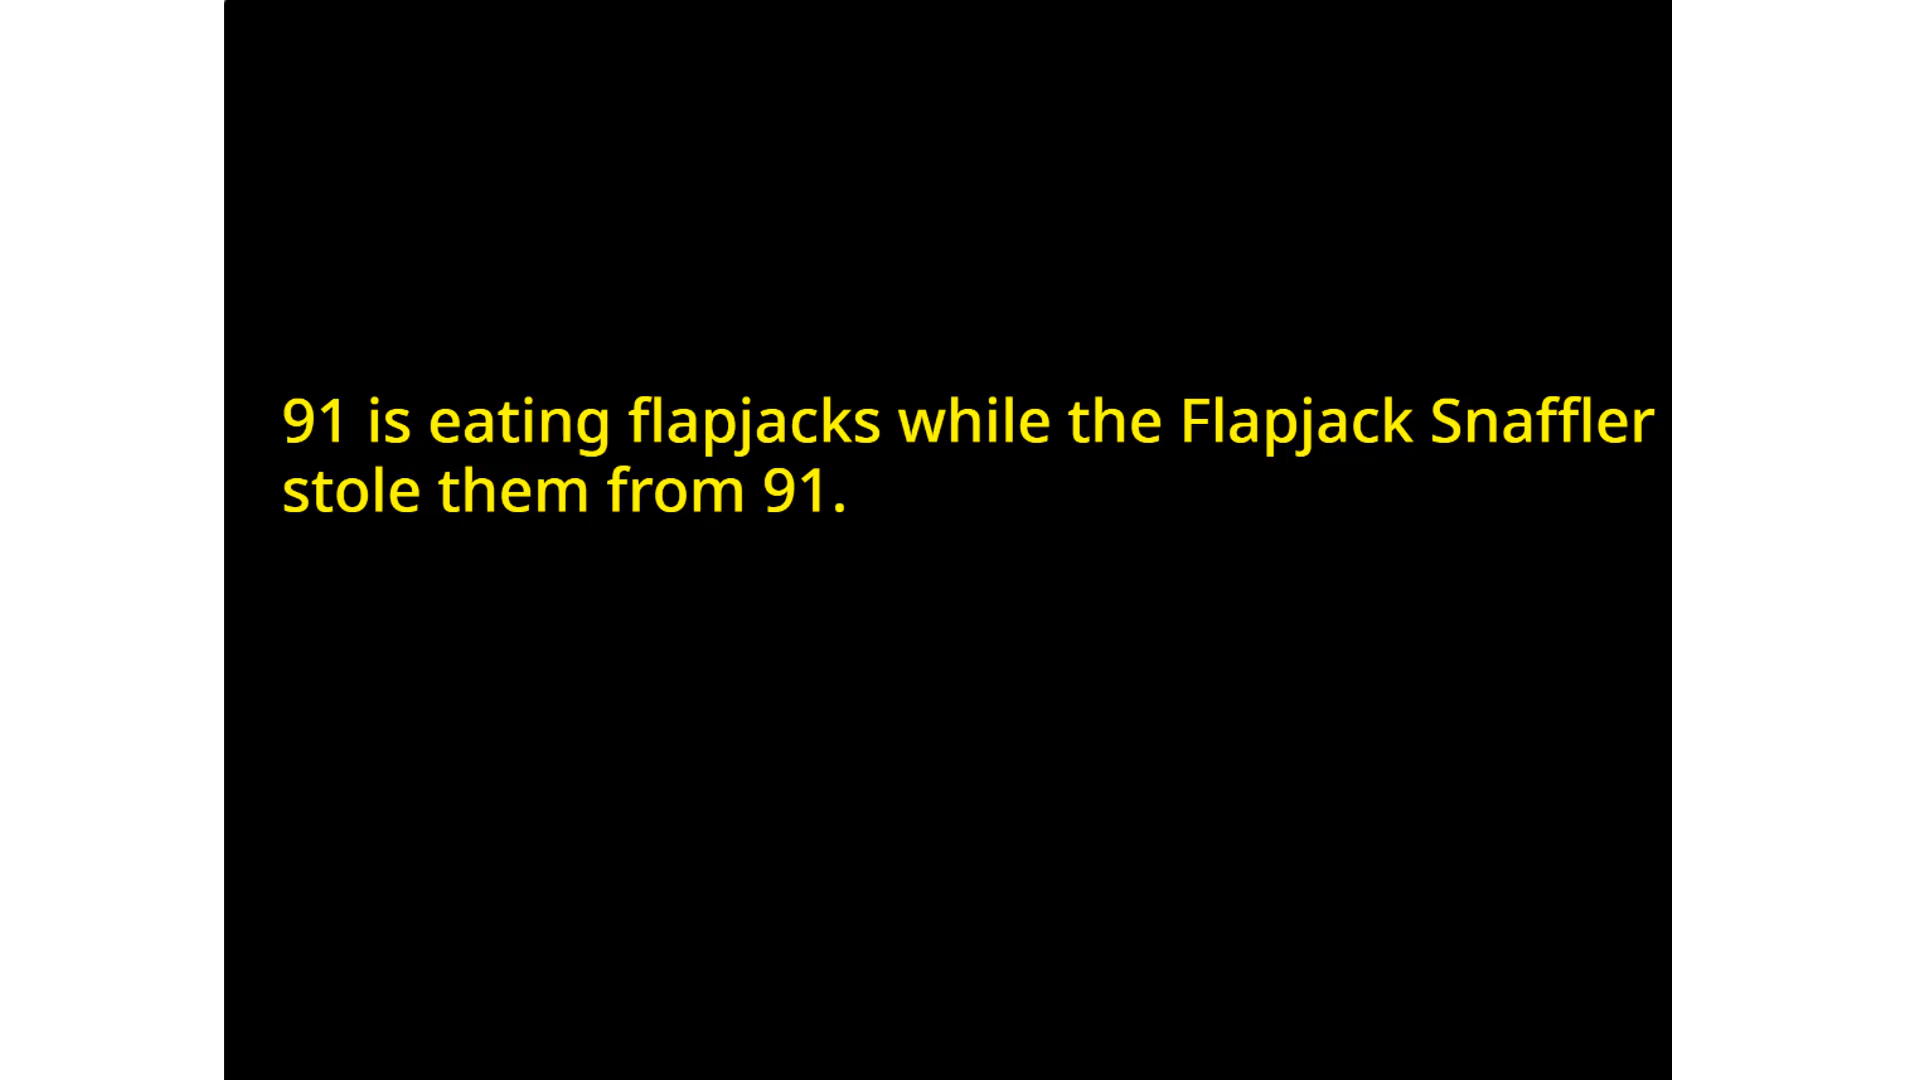 91 is eating flapjacks while the Flapjack Snaffler
stole them from 91.